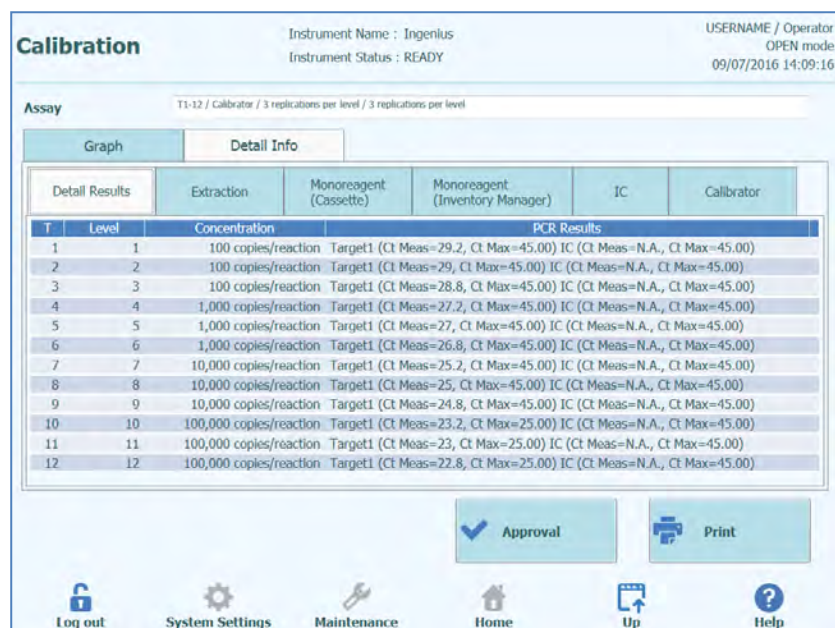 Calibration
Instrument Name : Ingenius
Instrument Status : READY
USERNAME / Operator
OPEN mode
09/07/2016 14:09:16
Assay
T1-12 / Calibrator / 3 replications per level / 3 replications per level
Graph Detail Info
Detail Results Extraction Monoreagent (Cassette) Monoreagent (Inventory Manager) IC Calibrator
T Level Concentration PCR Results
1 1 100 copies/reaction Target1 (Ct Meas=29.2, Ct Max=45.00) IC (Ct Meas=N.A., Ct Max=45.00)
2 2 100 copies/reaction Target1 (Ct Meas=29, Ct Max=45.00) IC (Ct Meas=N.A., Ct Max=45.00)
3 3 100 copies/reaction Target1 (Ct Meas=28.8, Ct Max=45.00) IC (Ct Meas=N.A., Ct Max=45.00)
4 4 1,000 copies/reaction Target1 (Ct Meas=27.2, Ct Max=45.00) IC (Ct Meas=N.A., Ct Max=45.00)
5 5 1,000 copies/reaction Target1 (Ct Meas=27, Ct Max=45.00) IC (Ct Meas=N.A., Ct Max=45.00)
6 6 1,000 copies/reaction Target1 (Ct Meas=26.8, Ct Max=45.00) IC (Ct Meas=N.A., Ct Max=45.00)
7 7 10,000 copies/reaction Target1 (Ct Meas=25.2, Ct Max=45.00) IC (Ct Meas=N.A., Ct Max=45.00)
8 8 10,000 copies/reaction Target1 (Ct Meas=25, Ct Max=45.00) IC (Ct Meas=N.A., Ct Max=45.00)
9 9 10,000 copies/reaction Target1 (Ct Meas=24.8, Ct Max=45.00) IC (Ct Meas=N.A., Ct Max=45.00)
10 10 100,000 copies/reaction Target1 (Ct Meas=23.2, Ct Max=25.00) IC (Ct Meas=N.A., Ct Max=45.00)
11 11 100,000 copies/reaction Target1 (Ct Meas=23, Ct Max=25.00) IC (Ct Meas=N.A., Ct Max=45.00)
12 12 100,000 copies/reaction Target1 (Ct Meas=22.8, Ct Max=25.00) IC (Ct Meas=N.A., Ct Max=45.00)
Approval Print
Log out System Settings Maintenance Home Up Help